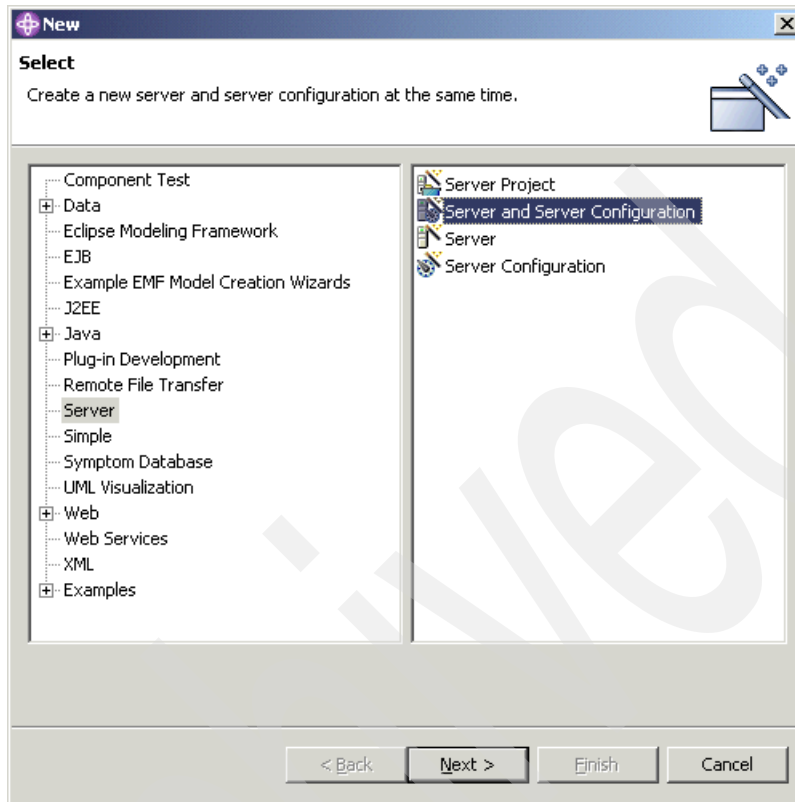 New
Select
Create a new server and server configuration at the same time.
Component Test
Data
Eclipse Modeling Framework
EJB
Example EMF Model Creation Wizards
J2EE
Java
Plug-in Development
Remote File Transfer
Server
Simple
Symptom Database
UML Visualization
Web
Web Services
XML
Examples
Server Project
Server and Server Configuration
Server
Server Configuration
< Back
Next >
Finish
Cancel